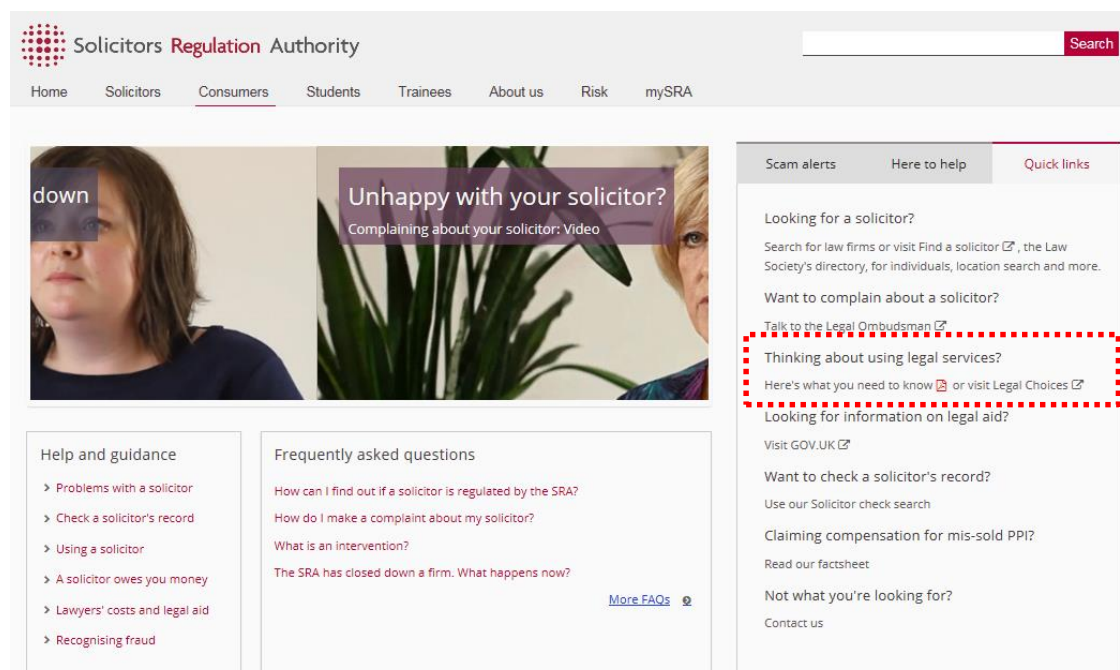 Solicitors Regulation Authority
Search
Home Solicitors Consumers Students Trainees About us Risk mySRA
down
Unhappy with your solicitor?
Complaining about your solicitor: Video
Scam alerts Here to help Quick links
Looking for a solicitor?
Search for law firms or visit Find a solicitor , the Law
Society's directory, for individuals, location search and more.
Want to complain about a solicitor?
Talk to the Legal Ombudsman
Thinking about using legal services?
Here's what you need to know or visit Legal Choices
Looking for information on legal aid?
Visit GOV.UK
Want to check a solicitor's record?
Use our Solicitor check search
Claiming compensation for mis-sold PPI?
Read our factsheet
Not what you're looking for?
Contact us
Help and guidance
Problems with a solicitor
Check a solicitor's record
Using a solicitor
A solicitor owes you money
Lawyers' costs and legal aid
Recognising fraud
Frequently asked questions
How can I find out if a solicitor is regulated by the SRA?
How do I make a complaint about my solicitor?
What is an intervention?
The SRA has closed down a firm. What happens now?
More FAQs